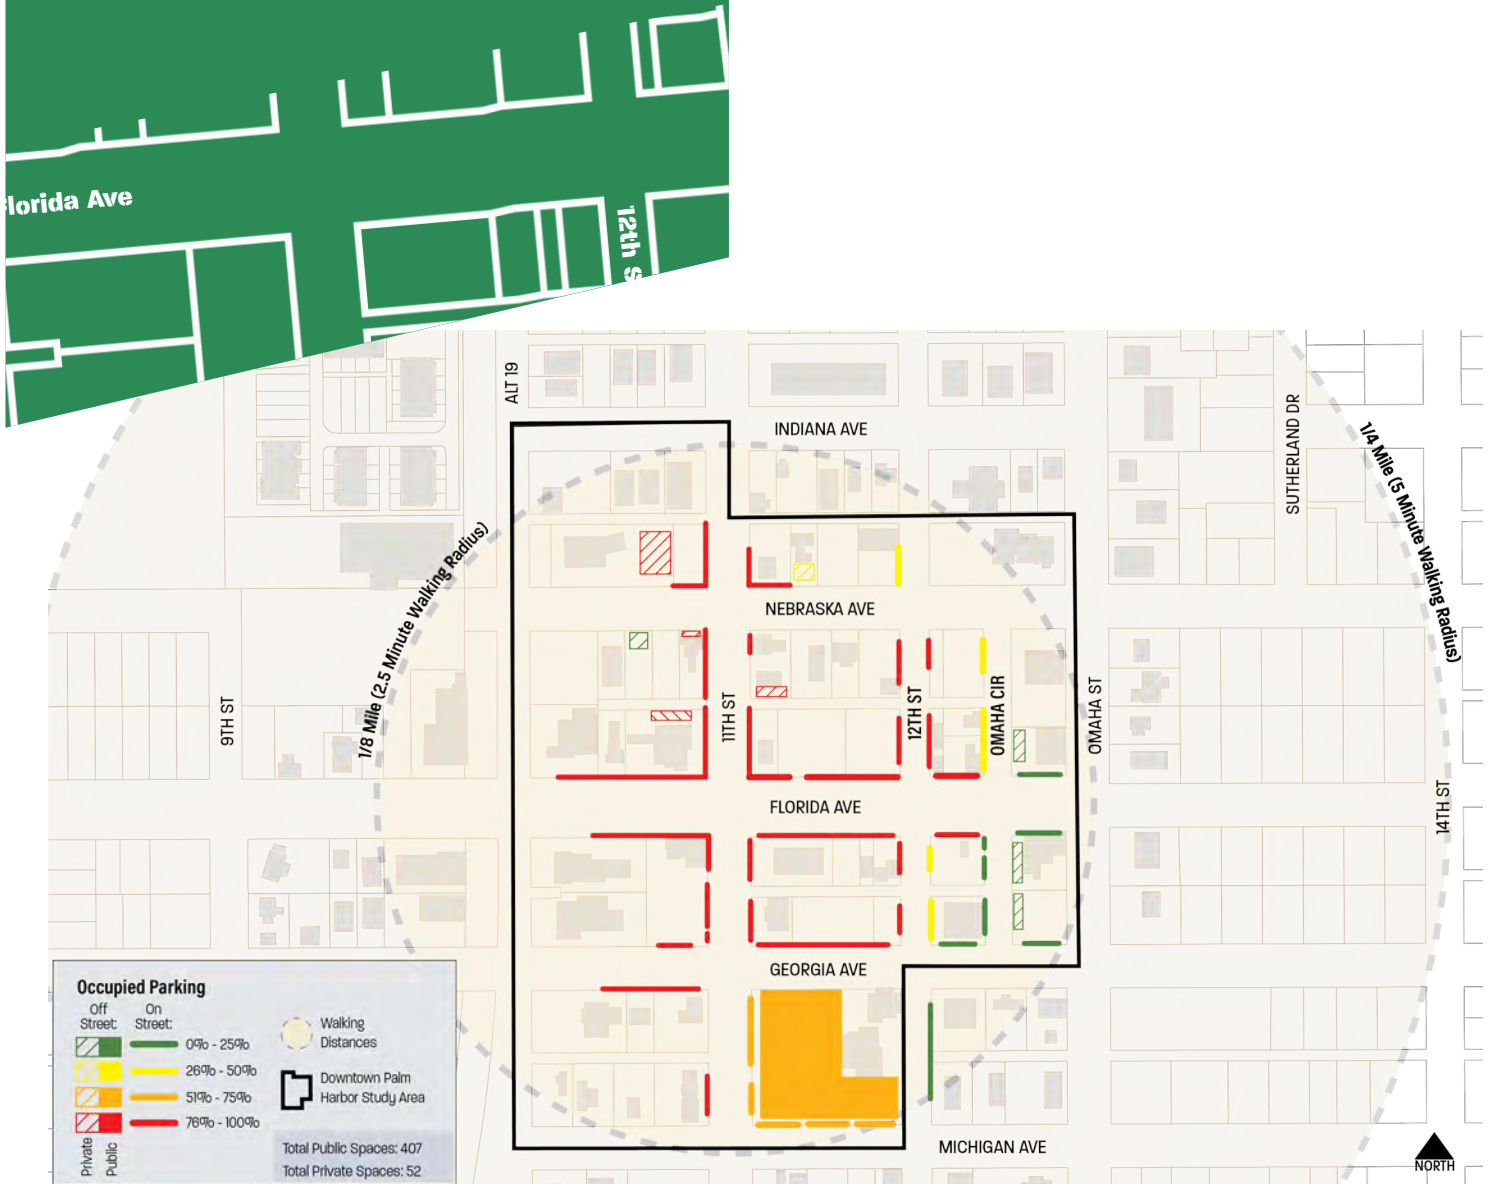 Florida Ave
12th S
ALT 19
INDIANA AVE
SUTHERLAND DR
1/4 Mile (5 Minute Walking Radius)
1/8 Mile (2.5 Minute Walking Radius)
NEBRASKA AVE
9TH ST
11TH ST
12TH ST
OMAHA CIR
OMAHA ST
14TH ST
FLORIDA AVE
GEORGIA AVE
MICHIGAN AVE
NORTH
Occupied Parking
Off
Street:
On
Street:
0% - 25%
26% - 50%
51% - 75%
76% - 100%
Private
Public
Walking
Distances
Downtown Palm
Harbor Study Area
Total Public Spaces: 407
Total Private Spaces: 52